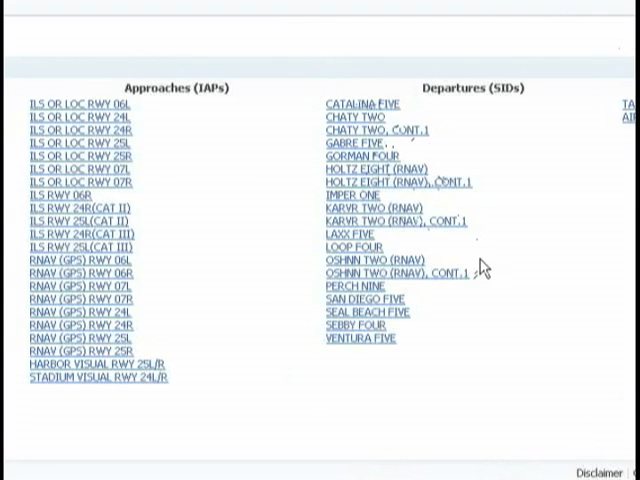 Approaches (IAPs)
ILS OR LOC RWY 06L
ILS OR LOC RWY 24L
ILS OR LOC RWY 24R
ILS OR LOC RWY 25L
ILS OR LOC RWY 25R
ILS OR LOC RWY 07L
ILS OR LOC RWY 07R
ILS RWY 06R
ILS RWY 24R(CAT II)
ILS RWY 25L(CAT II)
ILS RWY 24R(CAT III)
ILS RWY 25L(CAT III)
RNAV (GPS) RWY 06L
RNAV (GPS) RWY 06R
RNAV (GPS) RWY 07L
RNAV (GPS) RWY 07R
RNAV (GPS) RWY 24L
RNAV (GPS) RWY 24R
RNAV (GPS) RWY 25L
RNAV (GPS) RWY 25R
HARBOR VISUAL RWY 25L/R
STADIUM VISUAL RWY 24L/R
Departures (SIDs)
CATALINA FIVE
CHATY TWO
CHATY TWO, CONT.1
GABRE FIVE
GORMAN FOUR
HOLTZ EIGHT (RNAV)
HOLTZ EIGHT (RNAV), CONT.1
IMPER ONE
KARVR TWO (RNAV)
KARVR TWO (RNAV), CONT.1
LAXX FIVE
LOOP FOUR
OSHNN TWO (RNAV)
OSHNN TWO (RNAV), CONT.1
PERCH NINE
SAN DIEGO FIVE
SEAL BEACH FIVE
SEBBY FOUR
VENTURA FIVE
TA
Disclaimer